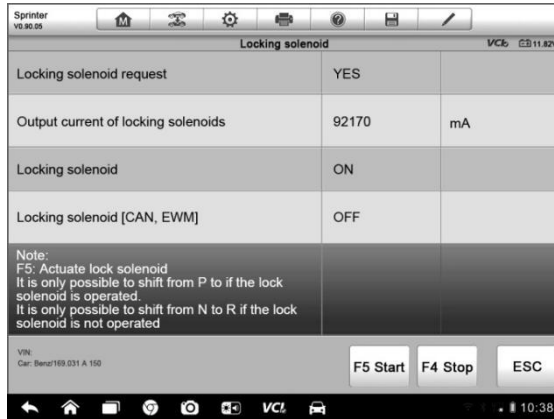 Sprinter
V0.90.05
Locking solenoid
VCI
11.82V
Locking solenoid request YES
Output current of locking solenoids 92170 mA
Locking solenoid ON
Locking solenoid [CAN, EWM] OFF
Note:
F5: Actuate lock solenoid
It is only possible to shift from P to if the lock
solenoid is operated.
It is only possible to shift from N to R if the lock
solenoid is not operated
VIN:
Car: Benz/169.031 A 150
F5 Start F4 Stop ESC
VCI
10:38